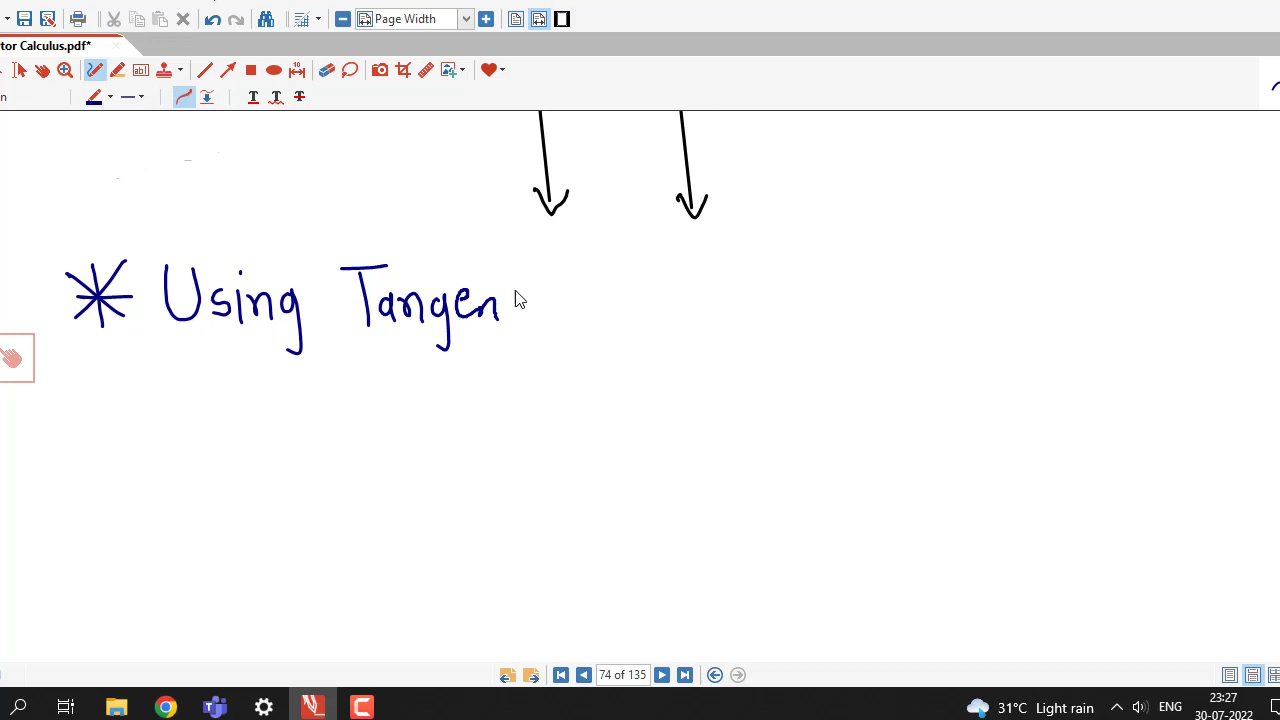 Page Width
tor Calculus.pdf*
n
* Using Tangen
74 of 135
31°C Light rain
ENG
23:27
30-07-2022